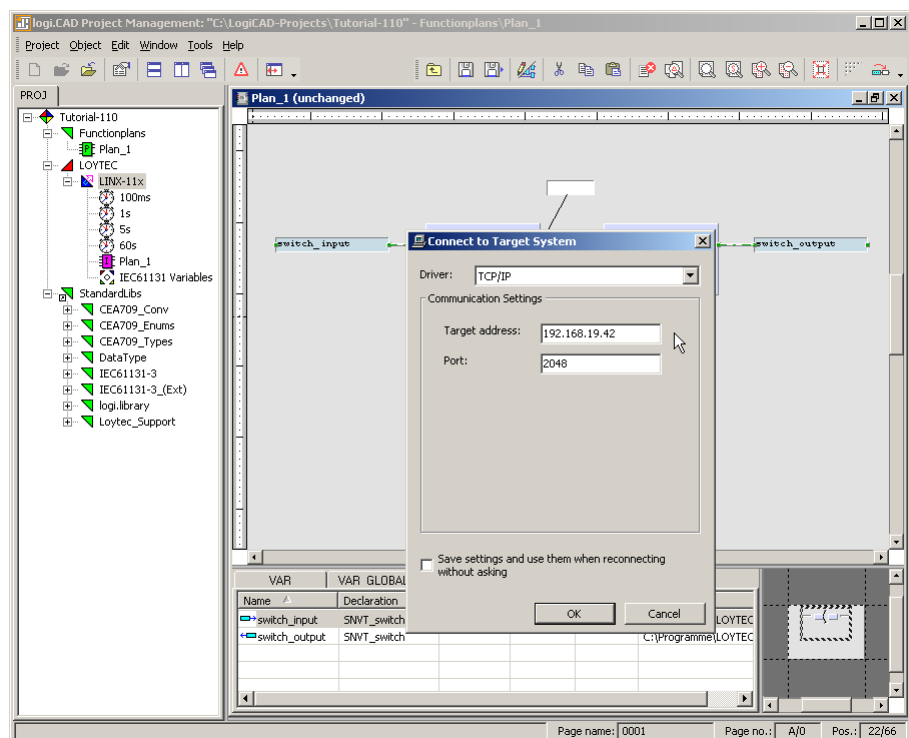 logi.CAD Project Management: "C:\LogiCAD-Projects\Tutorial-110" - Functionplans\Plan_1
Project Object Edit Window Tools Help
PROJ
Tutorial-110
Functionplans
Plan_1
LOYTEC
LINX-11x
100ms
1s
5s
60s
Plan_1
IEC61131 Variables
StandardLibs
CEA709_Conv
CEA709_Enums
CEA709_Types
DataType
IEC61131-3
IEC61131-3_(Ext)
logi.library
Loytec_Support
Plan_1 (unchanged)
switch_input
switch_output
Connect to Target System
Driver: TCP/IP
Communication Settings
Target address: 192.168.19.42
Port: 2048
Save settings and use them when reconnecting
without asking
OK Cancel
VAR VAR GLOBAL
Name Declaration
switch_input SNVT_switch LOYTEC
switch_output SNVT_switch C:\Programme\LOYTEC
Page name: 0001 Page no.: A/0 Pos.: 22/66